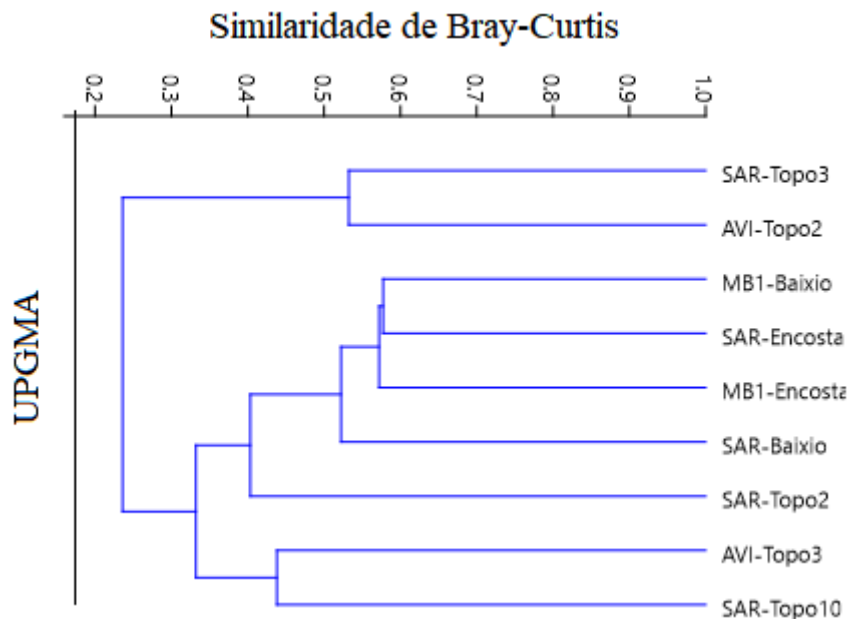 Similaridade de Bray-Curtis
0.2 0.3 0.4 0.5 0.6 0.7 0.8 0.9 1.0
UPGMA
SAR-Topo3
AVI-Topo2
MB1-Baixio
SAR-Encosta
MB1-Encosta
SAR-Baixio
SAR-Topo2
AVI-Topo3
SAR-Topo10